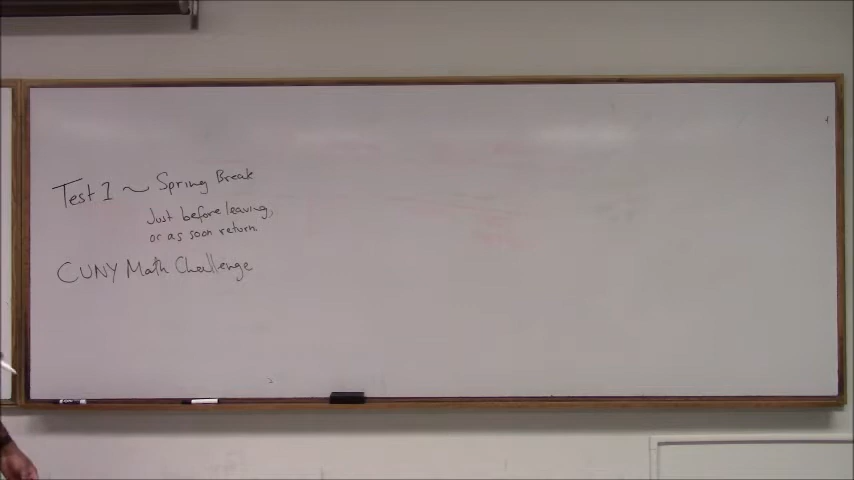 Test 1 ~ Spring Break
Just before leaving,
or as soon return.
CUNY Math Challenge